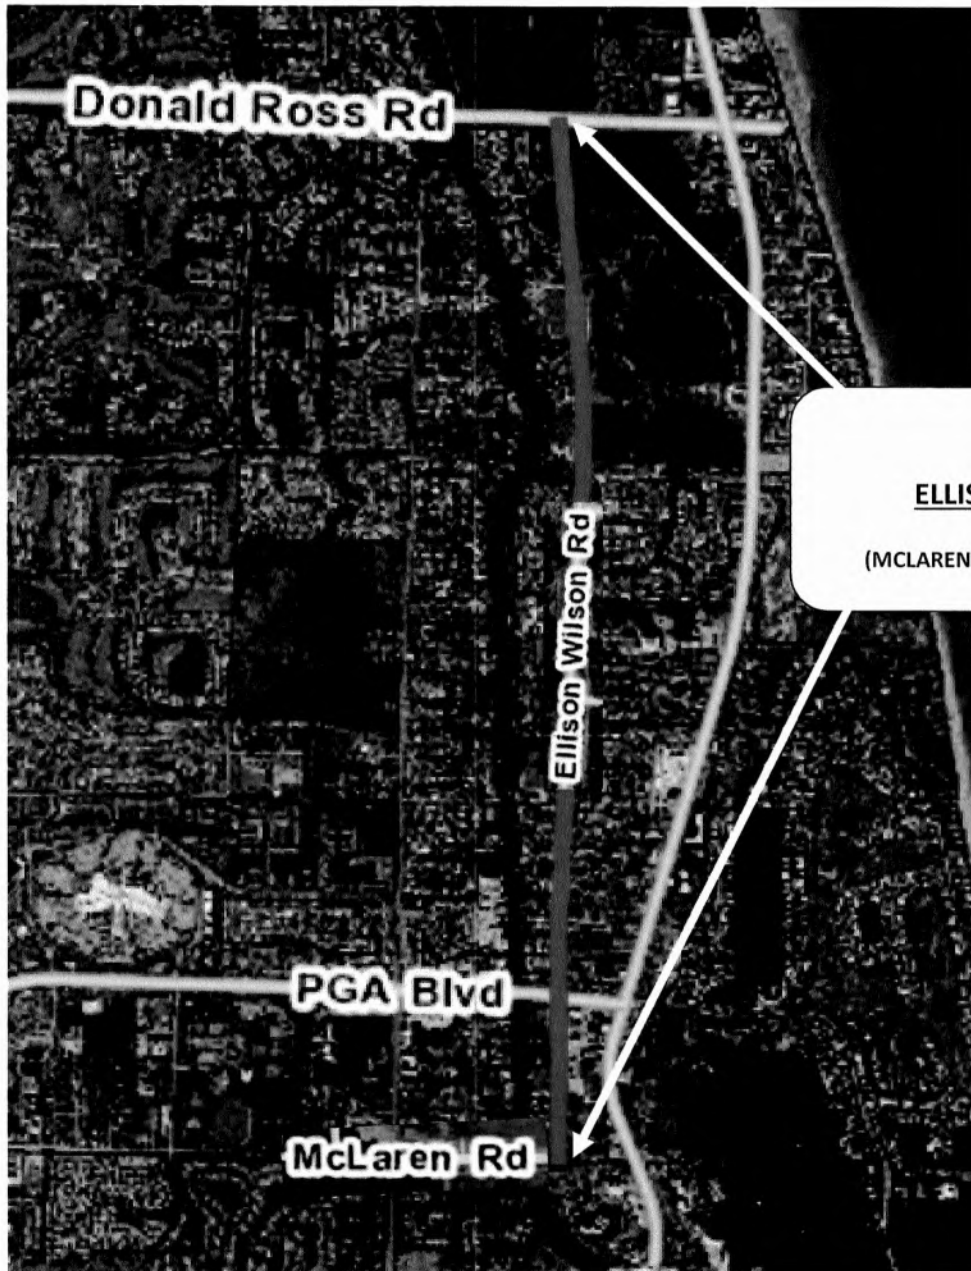 Donald Ross Rd
ELLIS
(MCLAREN
Ellison Wilson Rd
PGA Blvd
McLaren Rd